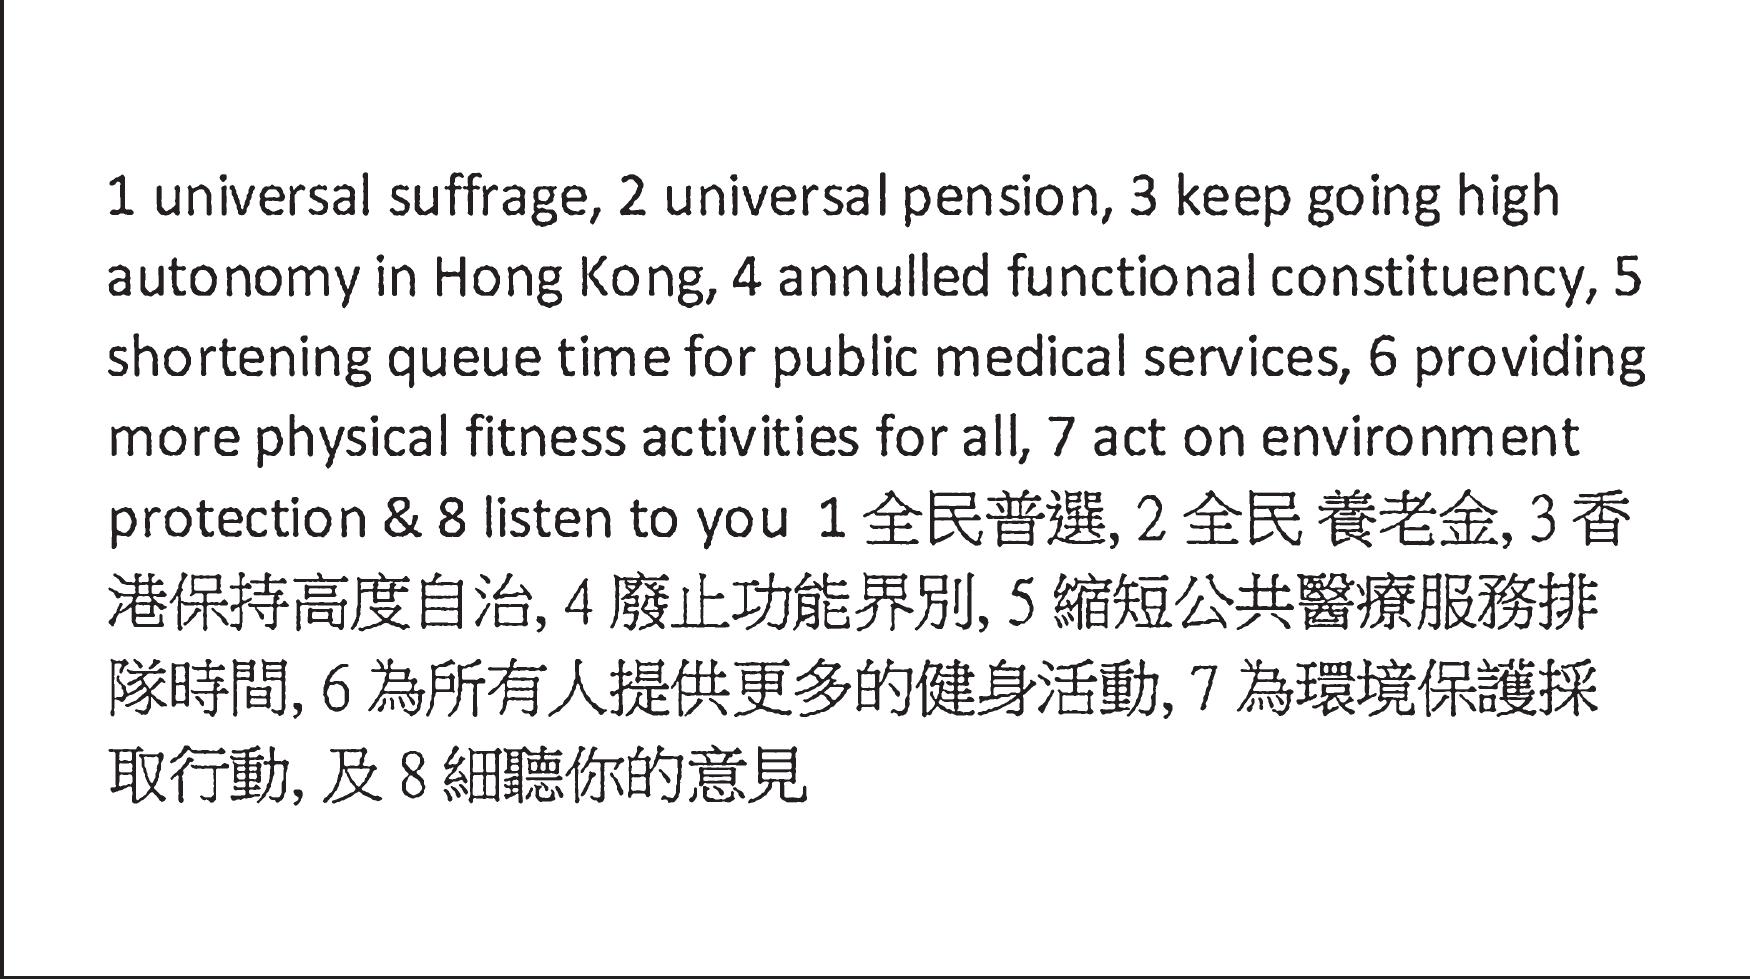 1 universal suffrage, 2 universal pension, 3 keep going high
autonomy in Hong Kong, 4 annulled functional constituency, 5
shortening queue time for public medical services, 6 providing
more physical fitness activities for all, 7 act on environment
protection & 8 listen to you 1 全民普選, 2 全民 養老金, 3 香
港保持高度自治, 4 廢止功能界別, 5 縮短公共醫療服務排
隊時間, 6 為所有人提供更多的健身活動, 7 為環境保護採
取行動, 及 8 細聽你的意見